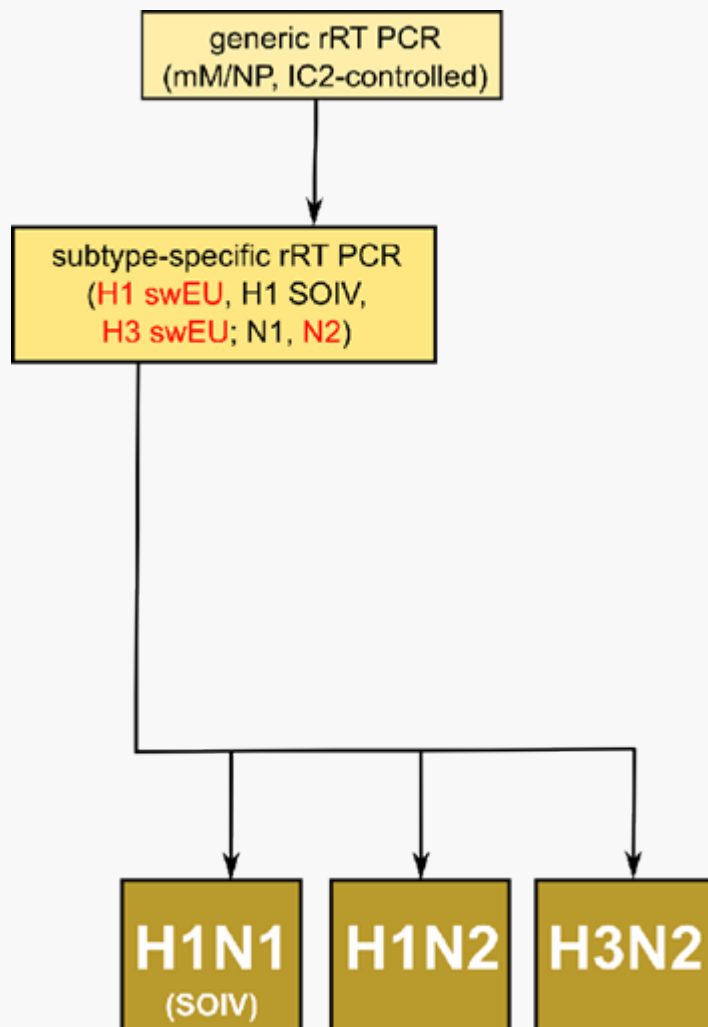 generic rRT PCR
(mM/NP, IC2-controlled)
subtype-specific rRT PCR
(H1 swEU, H1 SOIV,
H3 swEU; N1, N2)
H1N1
(SOIV)
H1N2
H3N2